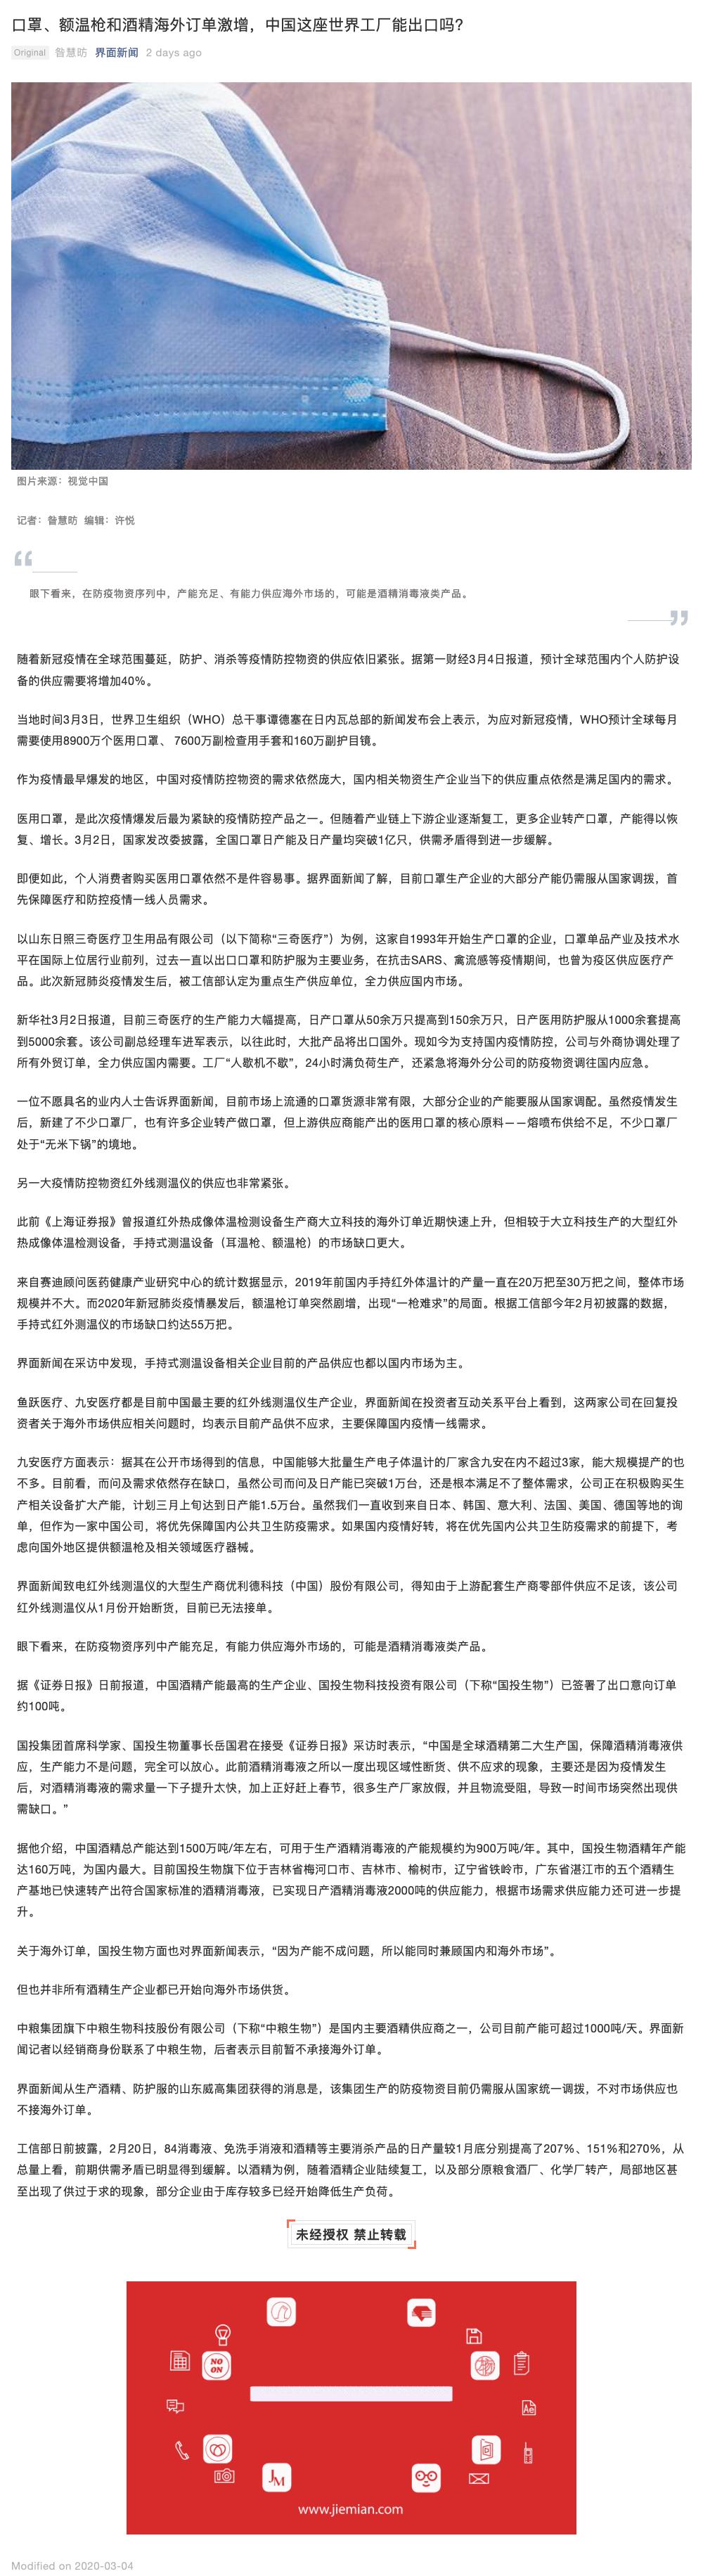 口罩、额温枪和酒精海外订单激增，中国这座世界工厂能出口吗?
Original 昝慧昉 界面新闻 2 days ago
图片来源：视觉中国
记者：昝慧昉 编辑：许悦
“
眼下看来，在防疫物资序列中，产能充足、有能力供应海外市场的，可能是酒精消毒液类产品。
”
随着新冠疫情在全球范围蔓延，防护、消杀等疫情防控物资的供应依旧紧张。据第一财经3月4日报道，预计全球范围内个人防护设
备的供应需要将增加40%。
当地时间3月3日，世界卫生组织（WHO）总干事谭德塞在日内瓦总部的新闻发布会上表示，为应对新冠疫情，WHO预计全球每月
需要使用8900万个医用口罩、 7600万副检查用手套和160万副护目镜。
作为疫情最早爆发的地区，中国对疫情防控物资的需求依然庞大，国内相关物资生产企业当下的供应重点依然是满足国内的需求。
医用口罩，是此次疫情爆发后最为紧缺的疫情防控产品之一。但随着产业链上下游企业逐渐复工，更多企业转产口罩，产能得以恢
复、增长。3月2日，国家发改委披露，全国口罩日产能及日产量均突破1亿只，供需矛盾得到进一步缓解。
即便如此，个人消费者购买医用口罩依然不是件容易事。据界面新闻了解，目前口罩生产企业的大部分产能仍需服从国家调拨，首
先保障医疗和防控疫情一线人员需求。
以山东日照三奇医疗卫生用品有限公司（以下简称“三奇医疗”）为例，这家自1993年开始生产口罩的企业，口罩单品产业及技术水
平在国际上位居行业前列，过去一直以出口口罩和防护服为主要业务，在抗击SARS、禽流感等疫情期间，也曾为疫区供应医疗产
品。此次新冠肺炎疫情发生后，被工信部认定为重点生产供应单位，全力供应国内市场。
新华社3月2日报道，目前三奇医疗的生产能力大幅提高，日产口罩从50余万只提高到150余万只，日产医用防护服从1000余套提高
到5000余套。该公司副总经理车进军表示，以往此时，大批产品将出口国外。现如今为支持国内疫情防控，公司与外商协调处理了
所有外贸订单，全力供应国内需要。工厂“人歇机不歇”，24小时满负荷生产，还紧急将海外分公司的防疫物资调往国内应急。
一位不愿具名的业内人士告诉界面新闻，目前市场上流通的口罩货源非常有限，大部分企业的产能要服从国家调配。虽然疫情发生
后，新建了不少口罩厂，也有许多企业转产做口罩，但上游供应商能产出的医用口罩的核心原料——熔喷布供给不足，不少口罩厂
处于“无米下锅”的境地。
另一大疫情防控物资红外线测温仪的供应也非常紧张。
此前《上海证券报》曾报道红外热成像体温检测设备生产商大立科技的海外订单近期快速上升，但相较于大立科技生产的大型红外
热成像体温检测设备，手持式测温设备（耳温枪、额温枪）的市场缺口更大。
来自赛迪顾问医药健康产业研究中心的统计数据显示，2019年前国内手持红外体温计的产量一直在20万把至30万把之间，整体市场
规模并不大。而2020年新冠肺炎疫情暴发后，额温枪订单突然剧增，出现“一枪难求”的局面。根据工信部今年2月初披露的数据，
手持式红外测温仪的市场缺口约达55万把。
界面新闻在采访中发现，手持式测温设备相关企业目前的产品供应也都以国内市场为主。
鱼跃医疗、九安医疗都是目前中国最主要的红外线测温仪生产企业，界面新闻在投资者互动关系平台上看到，这两家公司在回复投
资者关于海外市场供应相关问题时，均表示目前产品供不应求，主要保障国内疫情一线需求。
九安医疗方面表示：据其在公开市场得到的信息，中国能够大批量生产电子体温计的厂家含九安在内不超过3家，能大规模提产的也
不多。目前看，而问及需求依然存在缺口，虽然公司而问及日产能已突破1万台，还是根本满足不了整体需求，公司正在积极购买生
产相关设备扩大产能，计划三月上旬达到日产能1.5万台。虽然我们一直收到来自日本、韩国、意大利、法国、美国、德国等地的询
单，但作为一家中国公司，将优先保障国内公共卫生防疫需求。如果国内疫情好转，将在优先国内公共卫生防疫需求的前提下，考
虑向国外地区提供额温枪及相关领域医疗器械。
界面新闻致电红外线测温仪的大型生产商优利德科技（中国）股份有限公司，得知由于上游配套生产商零部件供应不足该，该公司
红外线测温仪从1月份开始断货，目前已无法接单。
眼下看来，在防疫物资序列中产能充足，有能力供应海外市场的，可能是酒精消毒液类产品。
据《证券日报》日前报道，中国酒精产能最高的生产企业、国投生物科技投资有限公司（下称“国投生物”）已签署了出口意向订单
约100吨。
国投集团首席科学家、国投生物董事长岳国君在接受《证券日报》采访时表示，“中国是全球酒精第二大生产国，保障酒精消毒液供
应，生产能力不是问题，完全可以放心。此前酒精消毒液之所以一度出现区域性断货、供不应求的现象，主要还是因为疫情发生
后，对酒精消毒液的需求量一下子提升太快，加上正好赶上春节，很多生产厂家放假，并且物流受阻，导致一时间市场突然出现供
需缺口。”
据他介绍，中国酒精总产能达到1500万吨/年左右，可用于生产酒精消毒液的产能规模约为900万吨/年。其中，国投生物酒精年产能
达160万吨，为国内最大。目前国投生物旗下位于吉林省梅河口市、吉林市、榆树市，辽宁省铁岭市，广东省湛江市的五个酒精生
产基地已快速转产出符合国家标准的酒精消毒液，已实现日产酒精消毒液2000吨的供应能力，根据市场需求供应能力还可进一步提
升。
关于海外订单，国投生物方面也对界面新闻表示，“因为产能不成问题，所以能同时兼顾国内和海外市场”。
但也并非所有酒精生产企业都已开始向海外市场供货。
中粮集团旗下中粮生物科技股份有限公司（下称“中粮生物”）是国内主要酒精供应商之一，公司目前产能可超过1000吨/天。界面新
闻记者以经销商身份联系了中粮生物，后者表示目前暂不承接海外订单。
界面新闻从生产酒精、防护服的山东威高集团获得的消息是，该集团生产的防疫物资目前仍需服从国家统一调拨，不对市场供应也
不接海外订单。
工信部日前披露，2月20日，84消毒液、免洗手消液和酒精等主要消杀产品的日产量较1月底分别提高了207%、151%和270%，从
总量上看，前期供需矛盾已明显得到缓解。以酒精为例，随着酒精企业陆续复工，以及部分原粮食酒厂、化学厂转产，局部地区甚
至出现了供过于求的现象，部分企业由于库存较多已经开始降低生产负荷。
未经授权 禁止转载
NO
ON
Ae
JM
www.jiemian.com
Modified on 2020-03-04